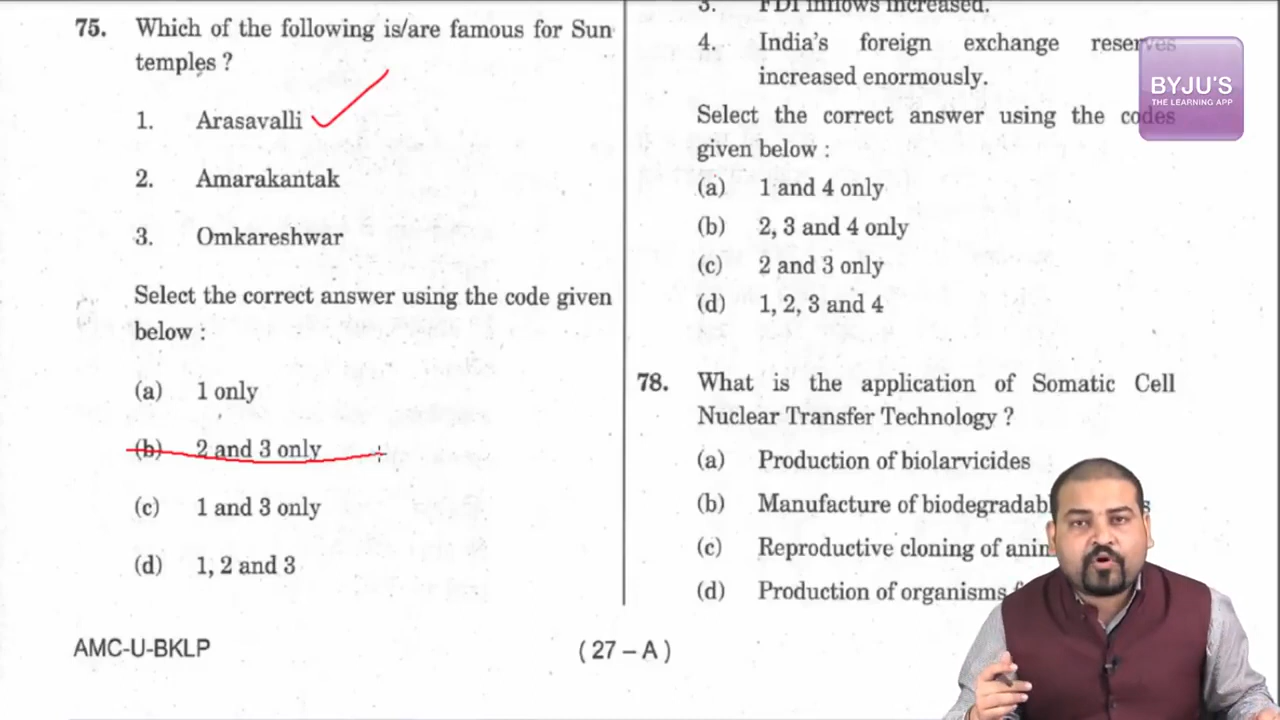 75. Which of the following is/are famous for Sun
temples ?
1. Arasavalli
2. Amarakantak
3. Omkareshwar
Select the correct answer using the code given
below :
(a) 1 only
(b) 2 and 3 only
(c) 1 and 3 only
(d) 1, 2 and 3
AMC-U-BKLP
( 27 – A )
3. FDI inflows increased.
4. India's foreign exchange reserves
increased enormously.
Select the correct answer using the codes
given below :
(a) 1 and 4 only
(b) 2, 3 and 4 only
(c) 2 and 3 only
(d) 1, 2, 3 and 4
78. What is the application of Somatic Cell
Nuclear Transfer Technology ?
(a) Production of biolarvicides
(b) Manufacture of
(c) Reproductive cloning of
(d) Production of organisms
BYJU'S
THE LEARNING APP